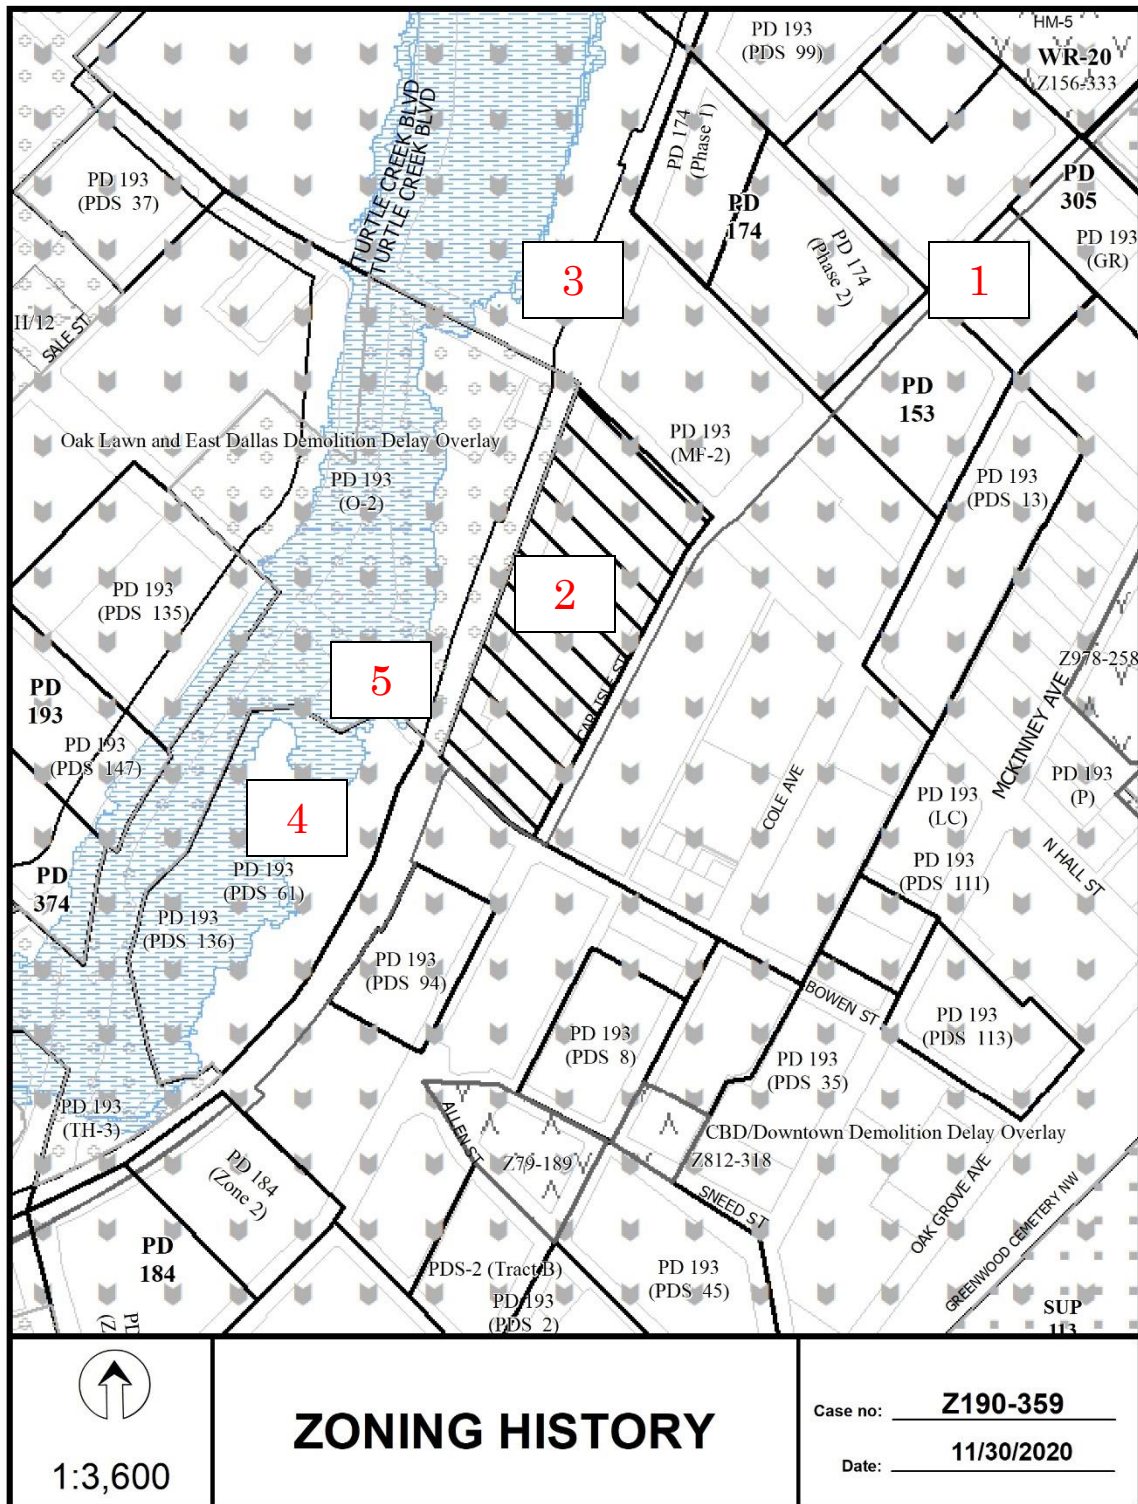 HM-5
PD 193
(PDS 99)
WR-20
Z156-333
TURTLE CREEK BLVD
TURTLE CREEK BLVD
PD 174
(Phase 1)
PD 193
(PDS 37)
PD
305
PD
174
PD 193
(GR)
PD 174
(Phase 2)
3
1
H/12
SALE ST
PD
153
PD 193
(MF-2)
Oak Lawn and East Dallas Demolition Delay Overlay
PD 193
(O-2)
PD 193
(PDS 13)
PD 193
(PDS 135)
2
Z978-258
5
CARLISLE ST
PD
193
PD 193
(PDS 147)
MCKINNEY AVE
PD 193
(P)
COLE AVE
4
PD 193
(LC)
N HALL ST
PD 193
(PDS 111)
PD
374
PD 193
(PDS 61)
PD 193
(PDS 136)
PD 193
(PDS 94)
BOWEN ST
PD 193
(PDS 113)
PD 193
(PDS 8)
PD 193
(PDS 35)
PD 193
(TH-3)
ALLEN ST
CBD/Downtown Demolition Delay Overlay
Z79-189
Z812-318
PD 184
(Zone 2)
SNEED ST
OAK GROVE AVE
GREENWOOD CEMETERY NW
PD
184
PDS-2 (Tract B)
PD 193
(PDS 2)
PD 193
(PDS 45)
SUP
113
PD
(Z
1:3,600
ZONING HISTORY
Case no: Z190-359
Date: 11/30/2020